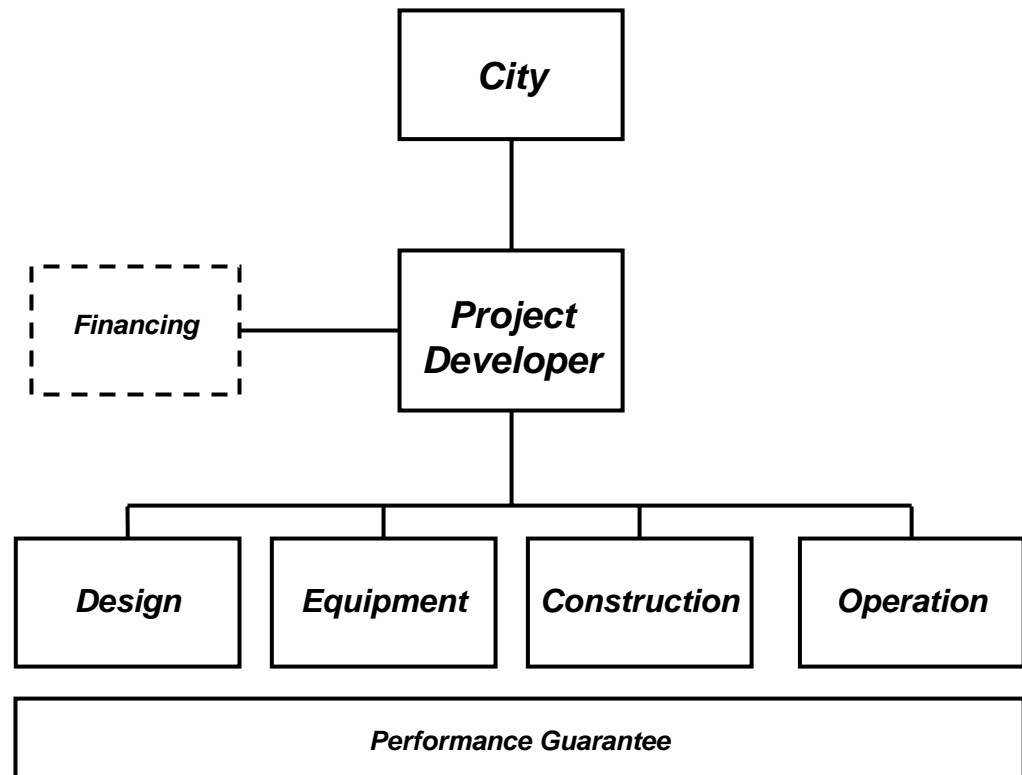 City
Financing
Project
Developer
Design
Equipment
Construction
Operation
Performance Guarantee